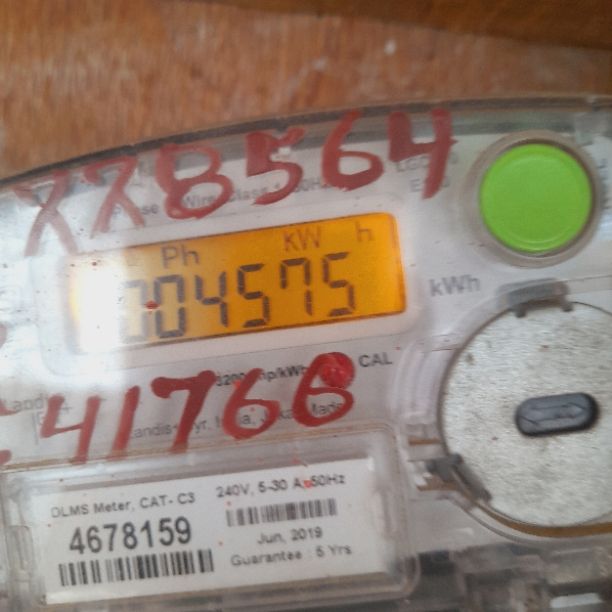 XX8564
Ph KW h
004575
kWh
CAL
41766
DLMS Meter, CAT- C3 240V, 5-30 A, 50Hz
4678159
Jun, 2019
Guarantee : 5 Yrs